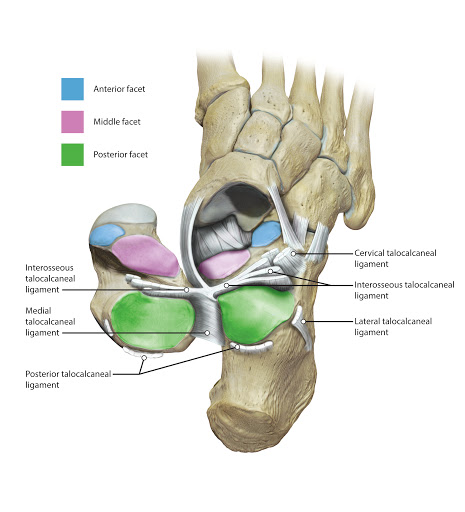 Anterior facet
Middle facet
Posterior facet
Interosseous
talocalcaneal
ligament
Medial
talocalcaneal
ligament
Posterior talocalcaneal
ligament
Cervical talocalcaneal
ligament
Interosseous talocalcaneal
ligament
Lateral talocalcaneal
ligament